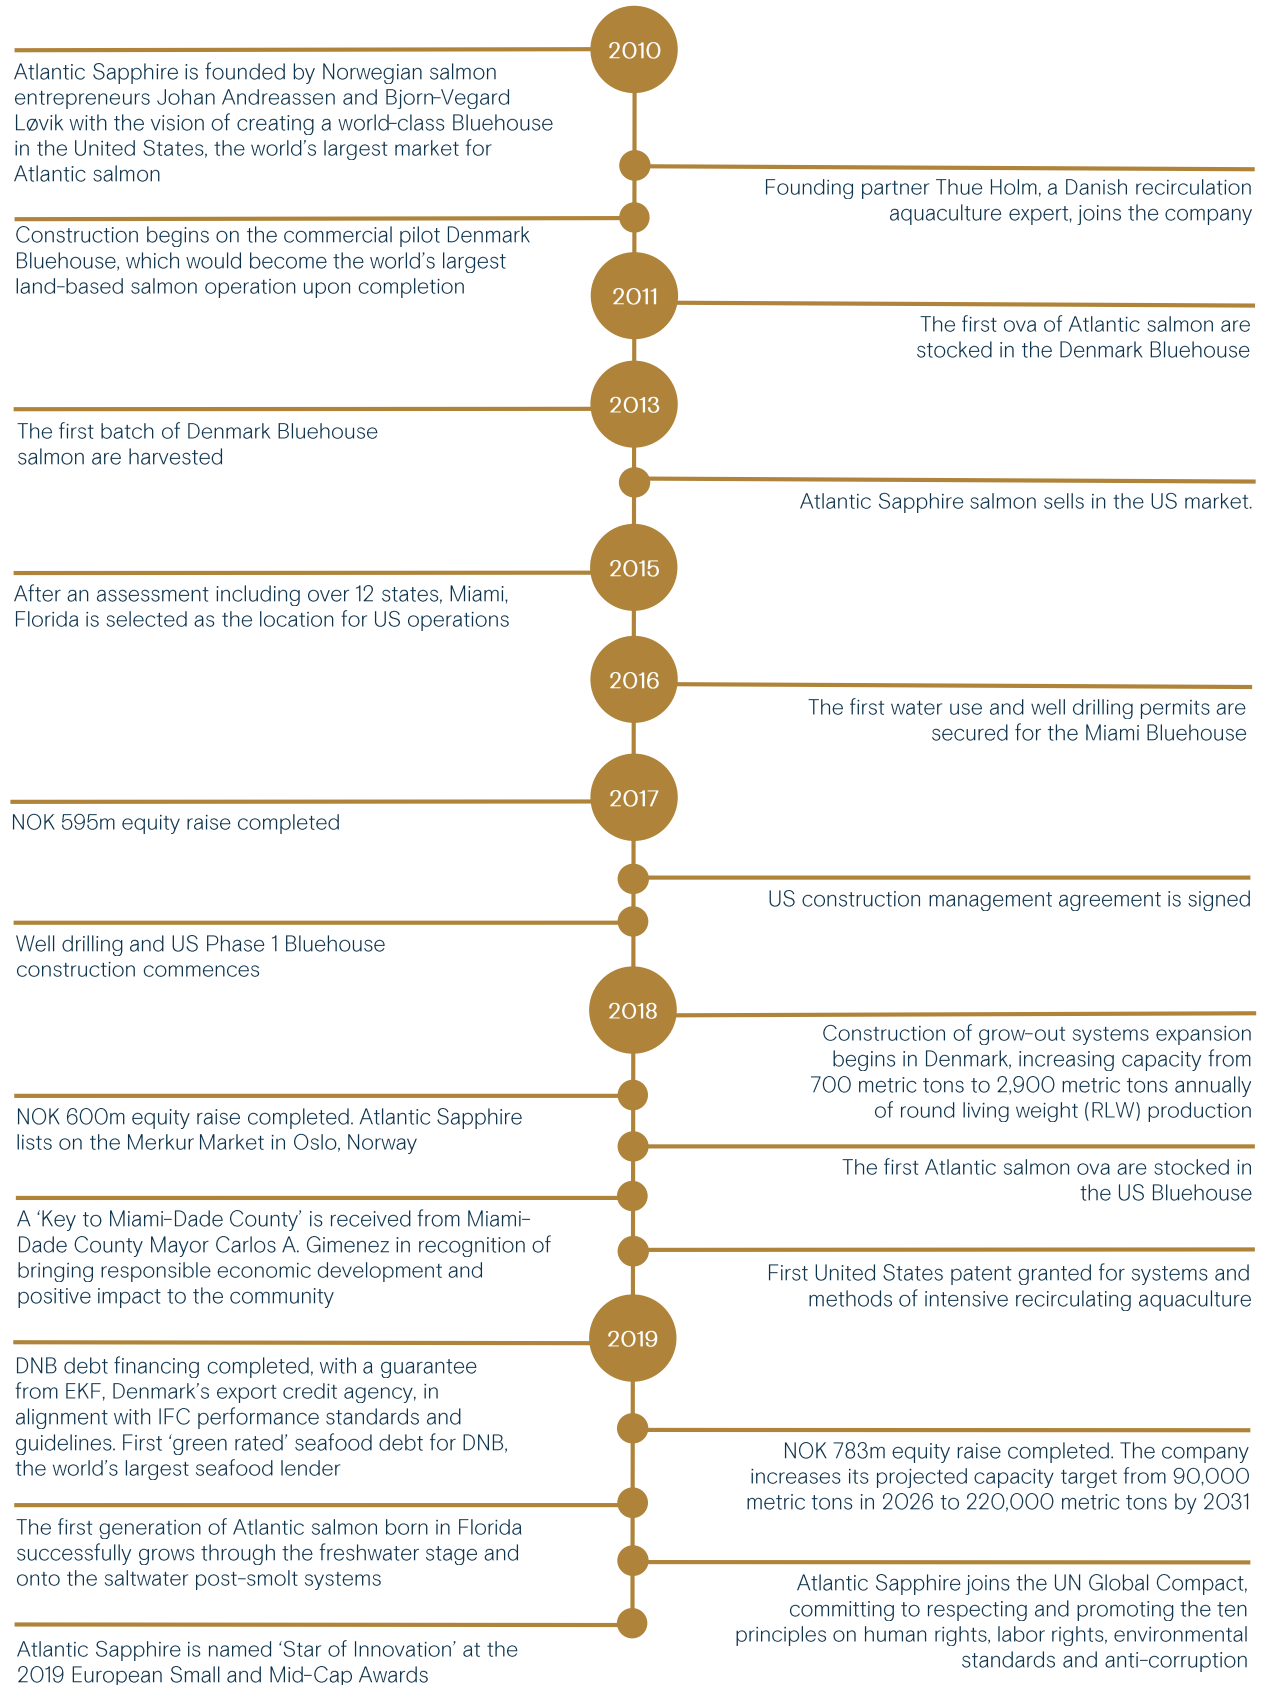 2010
Atlantic Sapphire is founded by Norwegian salmon
entrepreneurs Johan Andreassen and Bjorn-Vegard
Løvik with the vision of creating a world-class Bluehouse
in the United States, the world's largest market for
Atlantic salmon
Founding partner Thue Holm, a Danish recirculation
aquaculture expert, joins the company
Construction begins on the commercial pilot Denmark
Bluehouse, which would become the world's largest
land-based salmon operation upon completion
2011
The first ova of Atlantic salmon are
stocked in the Denmark Bluehouse
2013
The first batch of Denmark Bluehouse
salmon are harvested
Atlantic Sapphire salmon sells in the US market.
2015
After an assessment including over 12 states, Miami,
Florida is selected as the location for US operations
2016
The first water use and well drilling permits are
secured for the Miami Bluehouse
2017
NOK 595m equity raise completed
US construction management agreement is signed
Well drilling and US Phase 1 Bluehouse
construction commences
2018
Construction of grow-out systems expansion
begins in Denmark, increasing capacity from
700 metric tons to 2,900 metric tons annually
of round living weight (RLW) production
NOK 600m equity raise completed. Atlantic Sapphire
lists on the Merkur Market in Oslo, Norway
The first Atlantic salmon ova are stocked in
the US Bluehouse
A 'Key to Miami-Dade County' is received from Miami-
Dade County Mayor Carlos A. Gimenez in recognition of
bringing responsible economic development and
positive impact to the community
First United States patent granted for systems and
methods of intensive recirculating aquaculture
2019
DNB debt financing completed, with a guarantee
from EKF, Denmark's export credit agency, in
alignment with IFC performance standards and
guidelines. First 'green rated' seafood debt for DNB,
the world's largest seafood lender
NOK 783m equity raise completed. The company
increases its projected capacity target from 90,000
metric tons in 2026 to 220,000 metric tons by 2031
The first generation of Atlantic salmon born in Florida
successfully grows through the freshwater stage and
onto the saltwater post-smolt systems
Atlantic Sapphire joins the UN Global Compact,
committing to respecting and promoting the ten
principles on human rights, labor rights, environmental
standards and anti-corruption
Atlantic Sapphire is named 'Star of Innovation' at the
2019 European Small and Mid-Cap Awards